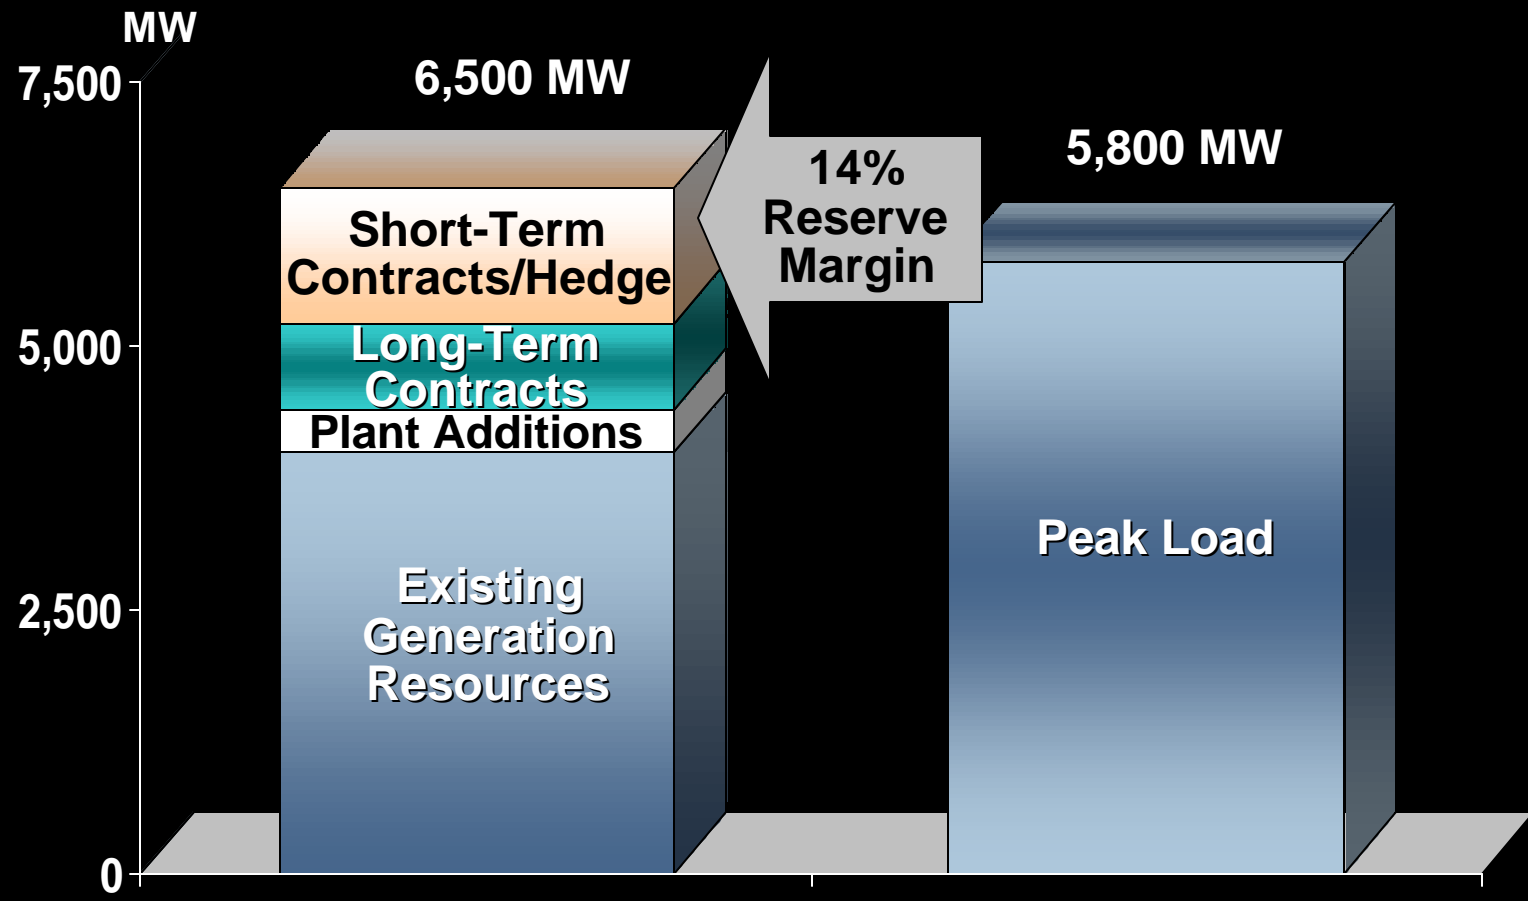 MW
7,500
6,500 MW
5,800 MW
14%
Reserve
Margin
Short-Term
Contracts/Hedge
5,000
Long-Term
Contracts
Plant Additions
Peak Load
Existing
Generation
Resources
2,500
0